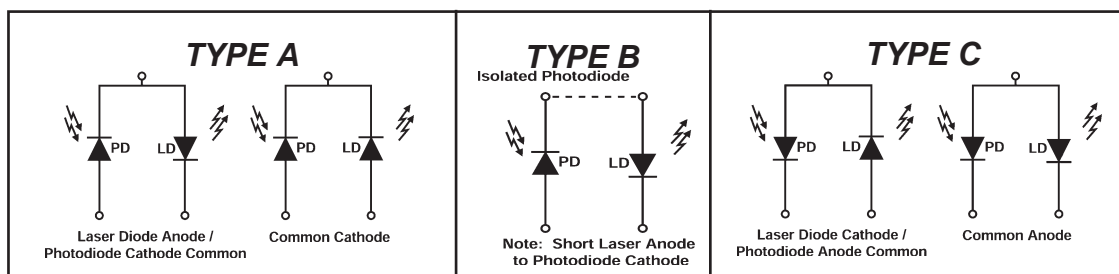 TYPE A
PD
LD
PD
LD
Laser Diode Anode /
Photodiode Cathode Common
Common Cathode
TYPE B
Isolated Photodiode
PD
LD
Note: Short Laser Anode
to Photodiode Cathode
TYPE C
PD
LD
PD
LD
Laser Diode Cathode /
Photodiode Anode Common
Common Anode